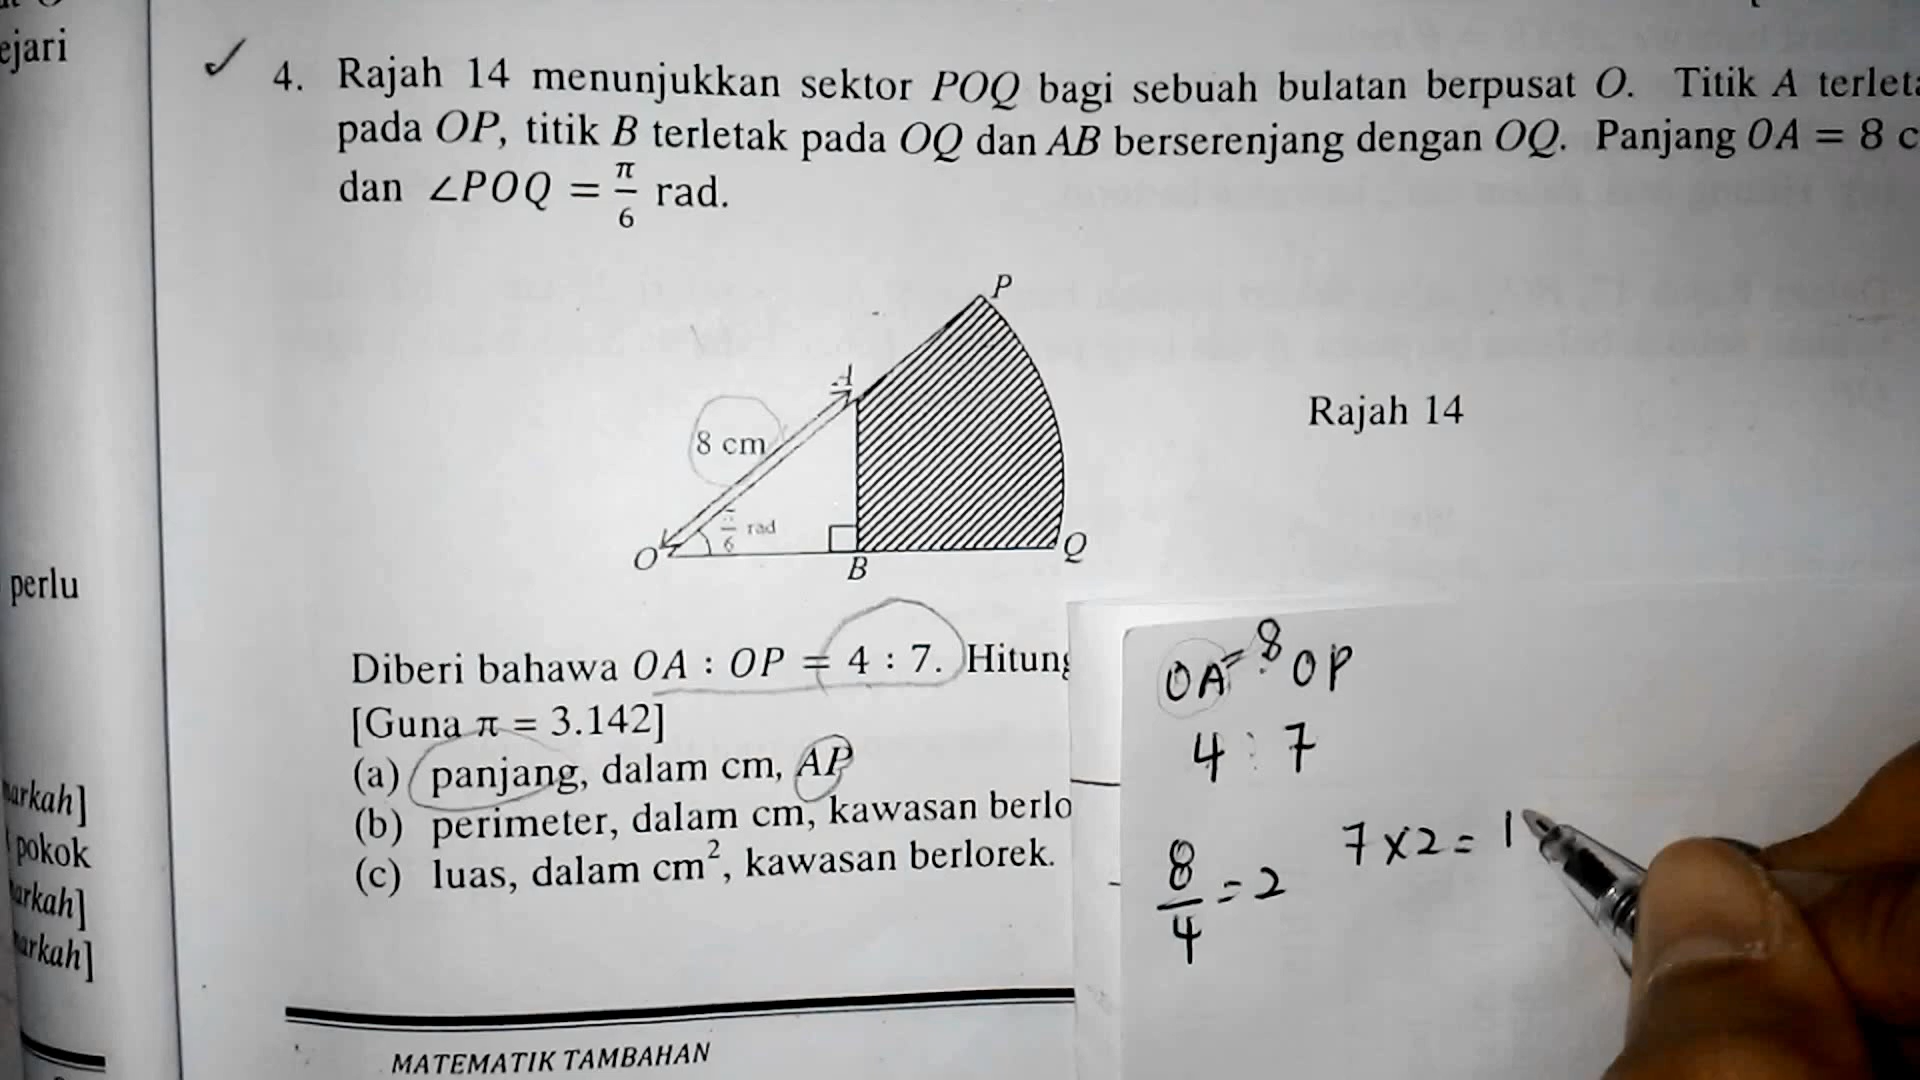 ejari
perlu
markah]
pokok
arkah]
arkah]
4. Rajah 14 menunjukkan sektor POQ bagi sebuah bulatan berpusat O. Titik A terleta
pada OP, titik B terletak pada OQ dan AB berserenjang dengan OQ. Panjang OA = 8 c
dan ∠POQ = π/6 rad.
P
A
8 cm
π/6 rad
O
B
Q
Rajah 14
Diberi bahawa OA : OP = 4 : 7. Hitung
[Guna π = 3.142]
(a) panjang, dalam cm, AP
(b) perimeter, dalam cm, kawasan berlo
(c) luas, dalam cm², kawasan berlorek.
MATEMATIK TAMBAHAN
OA = 8 : OP
4 : 7
8/4 = 2
7 × 2 = 1